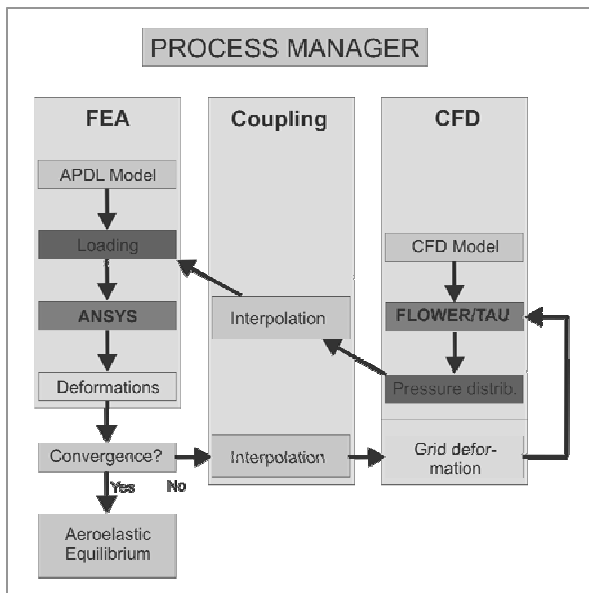 PROCESS MANAGER
FEA
APDL Model
Loading
ANSYS
Deformations
Convergence?
Yes No
Aeroelastic
Equilibrium
Coupling
Interpolation
Interpolation
CFD
CFD Model
FLOWER/TAU
Pressure distrib.
Grid defor-
mation